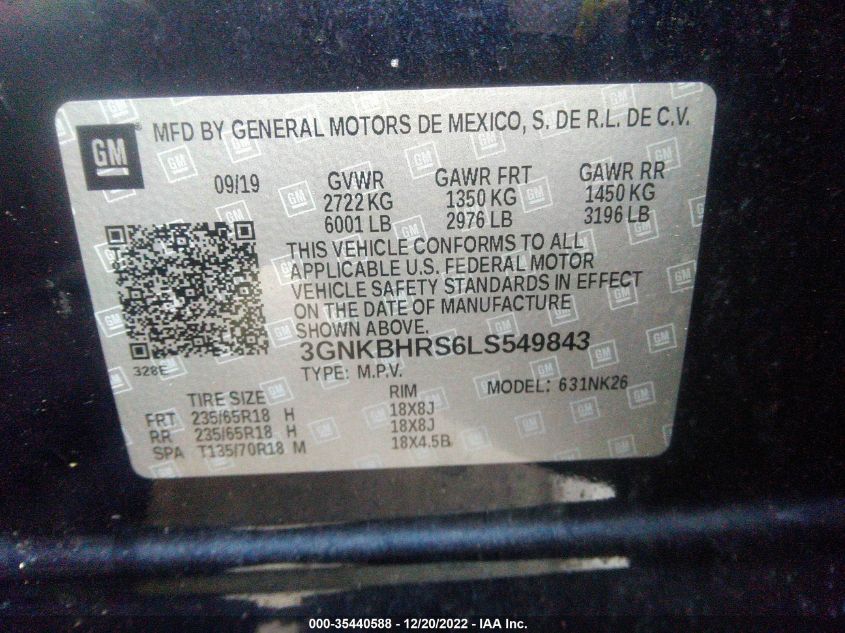 GM ® MFD BY GENERAL MOTORS DE MEXICO, S. DE R.L. DE C.V.
09/19 GVWR GAWR FRT GAWR RR
2722 KG 1350 KG 1450 KG
6001 LB 2976 LB 3196 LB
THIS VEHICLE CONFORMS TO ALL
APPLICABLE U.S. FEDERAL MOTOR
VEHICLE SAFETY STANDARDS IN EFFECT
ON THE DATE OF MANUFACTURE
SHOWN ABOVE.
328E 3GNKBHRS6LS549843
TYPE: M.P.V. MODEL: 631NK26
TIRE SIZE RIM
FRT 235/65R18 H 18X8J
RR 235/65R18 H 18X8J
SPA T135/70R18 M 18X4.5B
000-35440588 - 12/20/2022 - IAA Inc.